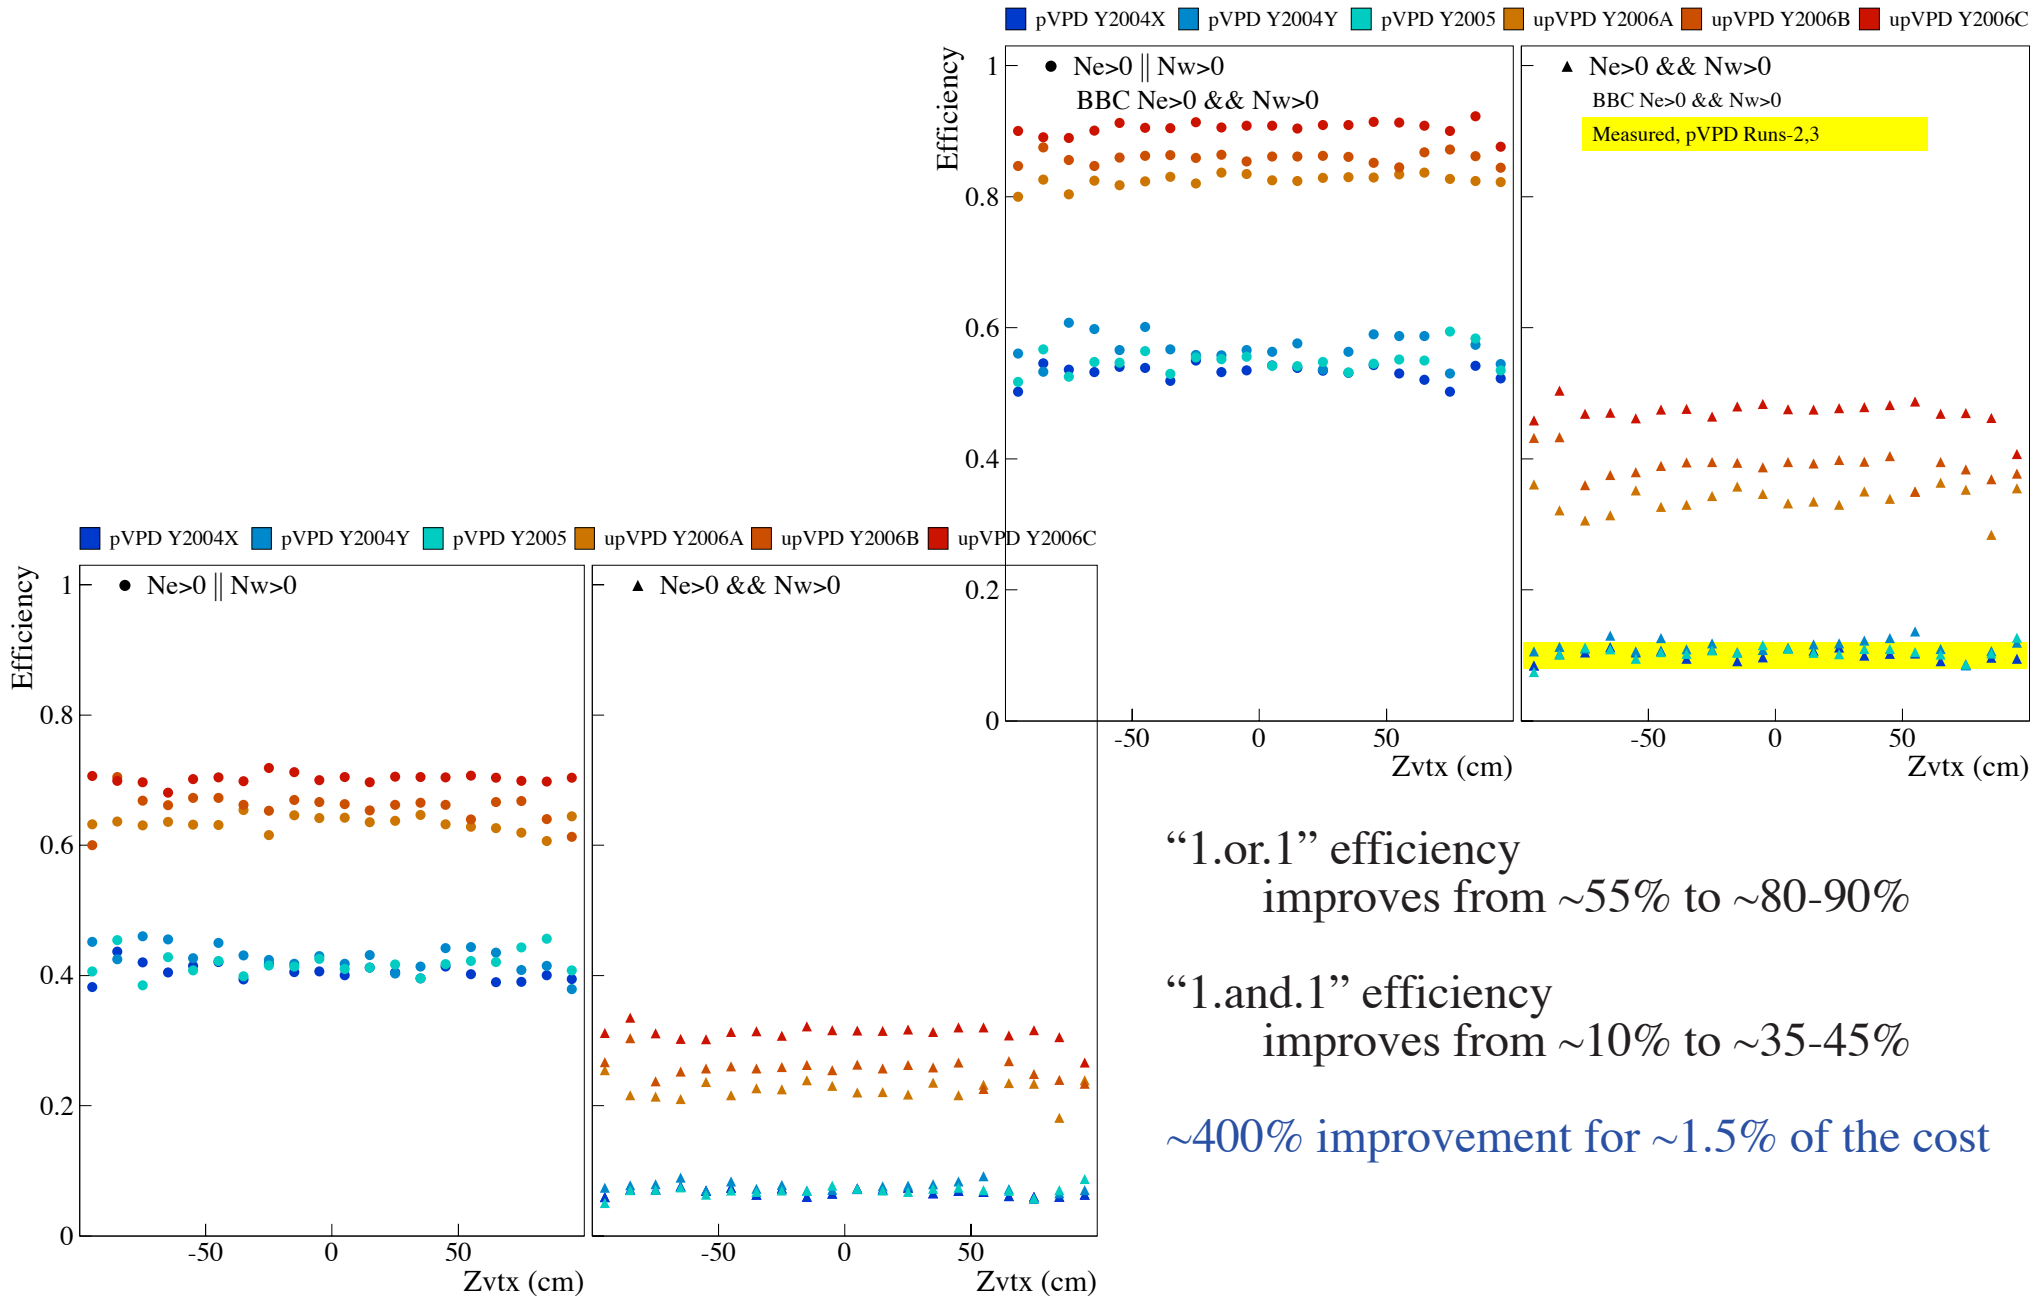 pVPD Y2004X pVPD Y2004Y pVPD Y2005 upVPD Y2006A upVPD Y2006B upVPD Y2006C
Efficiency
1
0.8
0.6
0.4
0.2
0
Ne>0 || Nw>0
BBC Ne>0 && Nw>0
-50 0 50
Zvtx (cm)
Ne>0 && Nw>0
BBC Ne>0 && Nw>0
Measured, pVPD Runs-2,3
-50 0 50
Zvtx (cm)
pVPD Y2004X pVPD Y2004Y pVPD Y2005 upVPD Y2006A upVPD Y2006B upVPD Y2006C
Efficiency
1
0.8
0.6
0.4
0.2
0
Ne>0 || Nw>0
-50 0 50
Zvtx (cm)
Ne>0 && Nw>0
-50 0 50
Zvtx (cm)
“1.or.1” efficiency
improves from ~55% to ~80-90%
“1.and.1” efficiency
improves from ~10% to ~35-45%
~400% improvement for ~1.5% of the cost